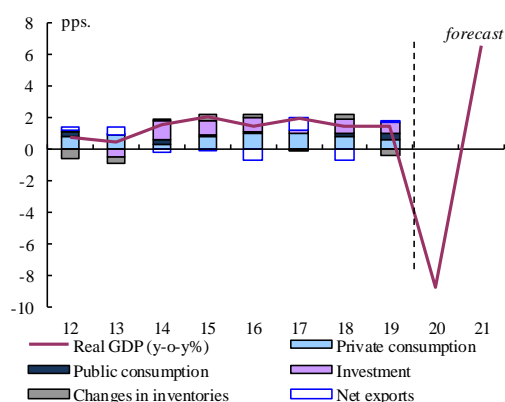 8
pps.
forecast
6
4
2
0
-2
-4
-6
-8
-10
12 13 14 15 16 17 18 19 20 21
Real GDP (y-o-y%)
Private consumption
Public consumption
Investment
Changes in inventories
Net exports